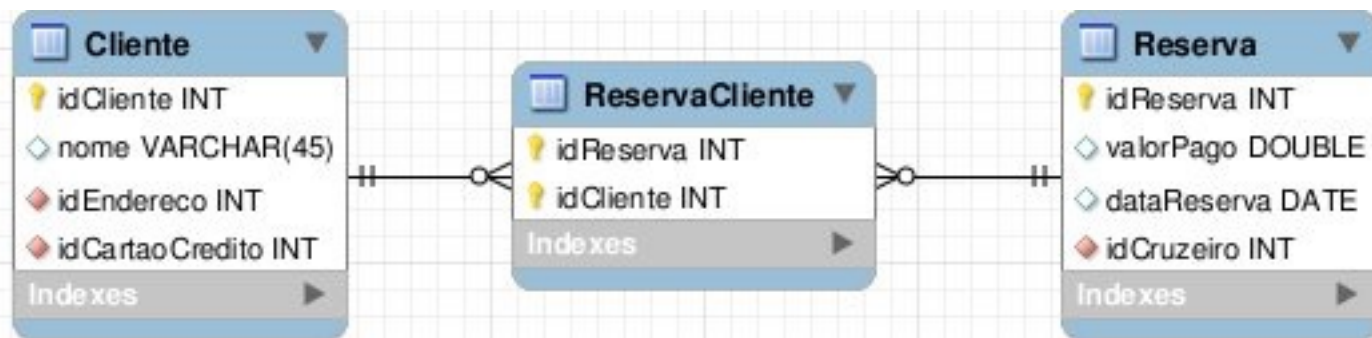 Cliente
idCliente INT
nome VARCHAR(45)
idEndereco INT
idCartaoCredito INT
Indexes
ReservaCliente
idReserva INT
idCliente INT
Indexes
Reserva
idReserva INT
valorPago DOUBLE
dataReserva DATE
idCruzeiro INT
Indexes